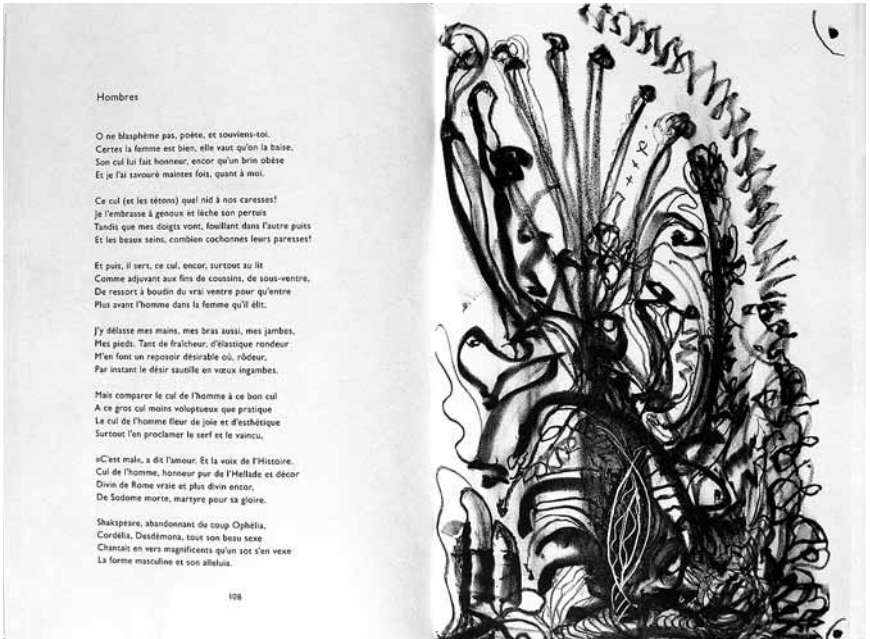 Hombres
O ne blasphème pas, poète, et souviens-toi.
Certes la femme est bien, elle vaut qu'on la baise,
Son cul lui fait honneur, encor qu'un brin obèse
Et je l'ai savouré maintes fois, quant à moi.
Ce cul (et les tétons) quel nid à nos caresses!
Je l'embrasse à genoux et lèche son pertuis
Tandis que mes doigts vont, fouillant dans l'autre puits
Et les beaux seins, combien cochonnes leurs paresses!
Et puis, il sert, ce cul, encor, surtout au lit
Comme adjuvant aux fins de coussins, de sous-ventre,
De ressort à boudin du vrai ventre pour qu'entre
Plus avant l'homme dans la femme qu'il élit.
J'y délasse mes mains, mes bras aussi, mes jambes,
Mes pieds. Tant de fraîcheur, d'élastique rondeur
M'en font un reposoir désirable où, rôdeur,
Par instant le désir sautille en vœux ingambes.
Mais comparer le cul de l'homme à ce bon cul
A ce gros cul moins voluptueux que pratique
Le cul de l'homme fleur de joie et d'esthétique
Surtout l'en proclamer le serf et le vaincu,
»C'est mal«, a dit l'amour. Et la voix de l'Histoire.
Cul de l'homme, honneur pur de l'Hellade et décor
Divin de Rome vraie et plus divin encor,
De Sodome morte, martyre pour sa gloire.
Shakspeare, abandonnant du coup Ophélia,
Cordélia, Desdémona, tout son beau sexe
Chantait en vers magnificents qu'un sot s'en vexe
La forme masculine et son alleluia.
108